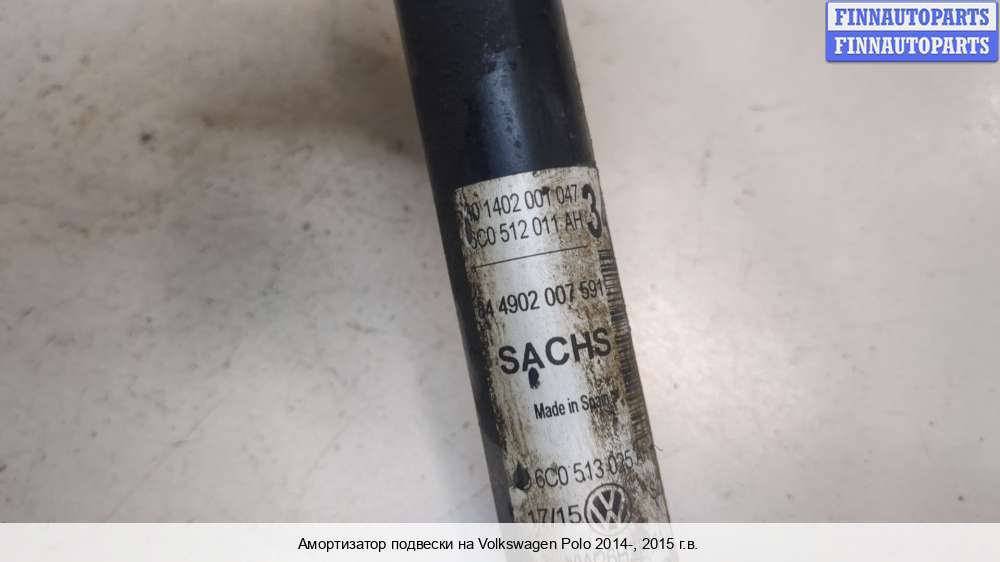 FINNAUTOPARTS
FINNAUTOPARTS
1402 001 047
6C0 512 011 AH
4902 007 591
SACHS
Made in Spain
6C0 513 025
17/15
Амортизатор подвески на Volkswagen Polo 2014-, 2015 г.в.